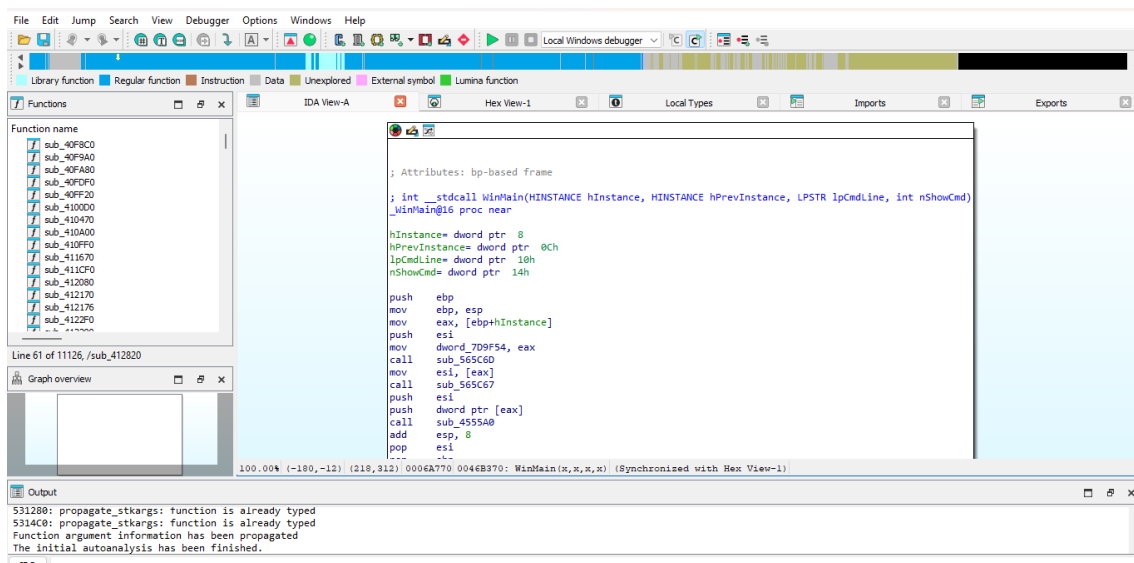 File Edit Jump Search View Debugger Options Windows Help
Local Windows debugger
Library function Regular function Instruction Data Unexplored External symbol Lumina function
Functions
IDA View-A Hex View-1 Local Types Imports Exports
Function name
sub_40F8C0
sub_40F9A0
sub_40FA80
sub_40FDF0
sub_40FF20
sub_4100D0
sub_410470
sub_410A00
sub_410FF0
sub_411670
sub_411CF0
sub_412080
sub_412170
sub_412176
sub_4122F0
Line 61 of 11126, /sub_412820
Graph overview
; Attributes: bp-based frame
; int __stdcall WinMain(HINSTANCE hInstance, HINSTANCE hPrevInstance, LPSTR lpCmdLine, int nShowCmd)
_WinMain@16 proc near
hInstance= dword ptr 8
hPrevInstance= dword ptr 0Ch
lpCmdLine= dword ptr 10h
nShowCmd= dword ptr 14h
push ebp
mov ebp, esp
mov eax, [ebp+hInstance]
push esi
mov dword_7D9F54, eax
call sub_565C6D
mov esi, [eax]
call sub_565C67
push esi
push dword ptr [eax]
call sub_4555A0
add esp, 8
pop esi
100.00% (-180,-12) (218,312) 0006A770 0046B370: WinMain(x,x,x,x) (Synchronized with Hex View-1)
Output
531280: propagate_stkargs: function is already typed
5314C0: propagate_stkargs: function is already typed
Function argument information has been propagated
The initial autoanalysis has been finished.